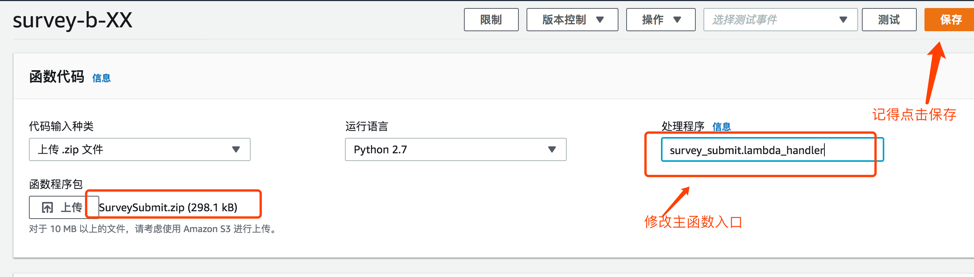 survey-b-XX
限制
版本控制
操作
选择测试事件
测试
保存
函数代码 信息
记得点击保存
代码输入种类
运行语言
处理程序 信息
上传 .zip 文件
Python 2.7
survey_submit.lambda_handler
函数程序包
上传
SurveySubmit.zip (298.1 kB)
修改主函数入口
对于 10 MB 以上的文件，请考虑使用 Amazon S3 进行上传。